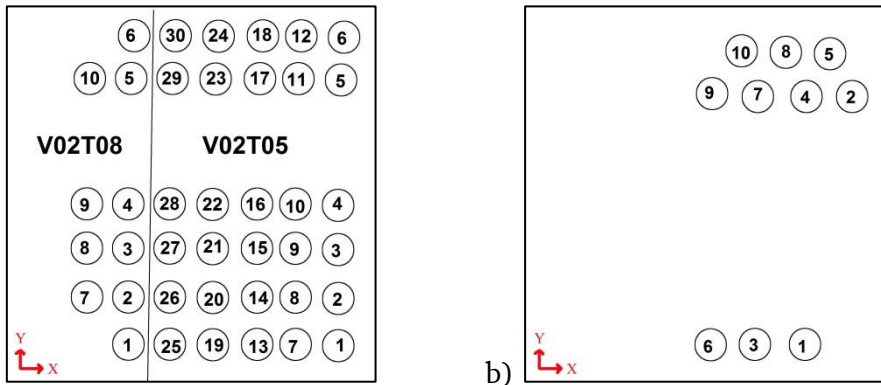 6 30 24 18 12 6
10 5 29 23 17 11 5
V02T08 V02T05
9 4 28 22 16 10 4
8 3 27 21 15 9 3
7 2 26 20 14 8 2
1 25 19 13 7 1
Y
X
b)
10 8 5
9 7 4 2
6 3 1
Y
X